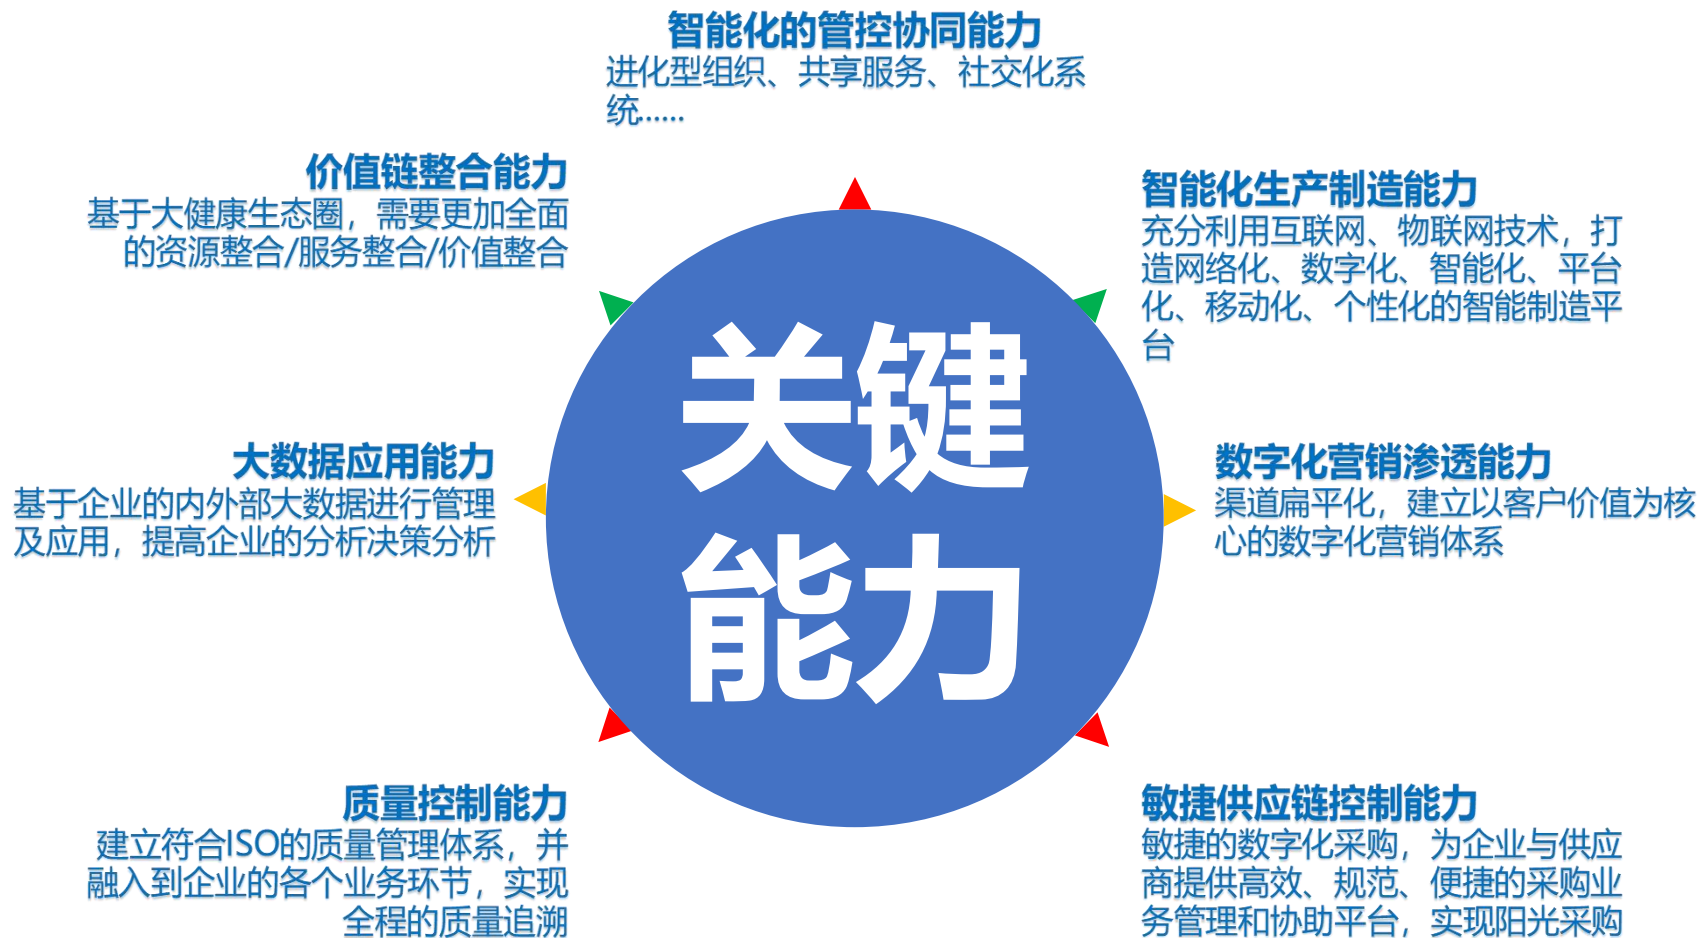 智能化的管控协同能力
进化型组织、共享服务、社交化系
统......
价值链整合能力
基于大健康生态圈，需要更加全面
的资源整合/服务整合/价值整合
智能化生产制造能力
充分利用互联网、物联网技术，打
造网络化、数字化、智能化、平台
化、移动化、个性化的智能制造平
台
关键
能力
大数据应用能力
基于企业的内外部大数据进行管理
及应用，提高企业的分析决策分析
数字化营销渗透能力
渠道扁平化，建立以客户价值为核
心的数字化营销体系
质量控制能力
建立符合ISO的质量管理体系，并
融入到企业的各个业务环节，实现
全程的质量追溯
敏捷供应链控制能力
敏捷的数字化采购，为企业与供应
商提供高效、规范、便捷的采购业
务管理和协助平台，实现阳光采购